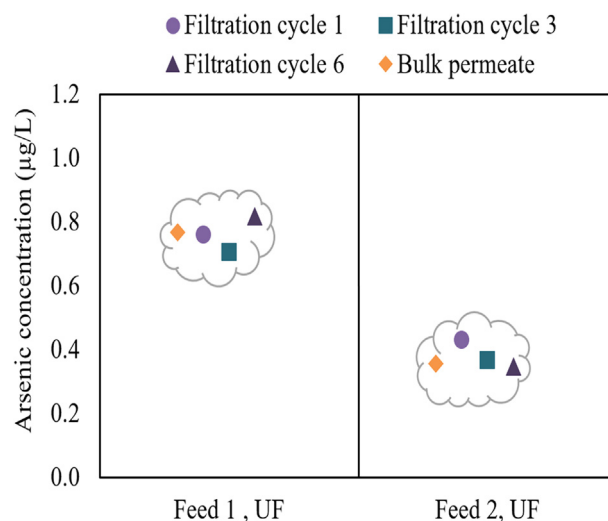 Filtration cycle 1 Filtration cycle 3
Filtration cycle 6 Bulk permeate
Arsenic concentration (µg/L)
1.2
1.0
0.8
0.6
0.4
0.2
0.0
Feed 1 , UF Feed 2, UF